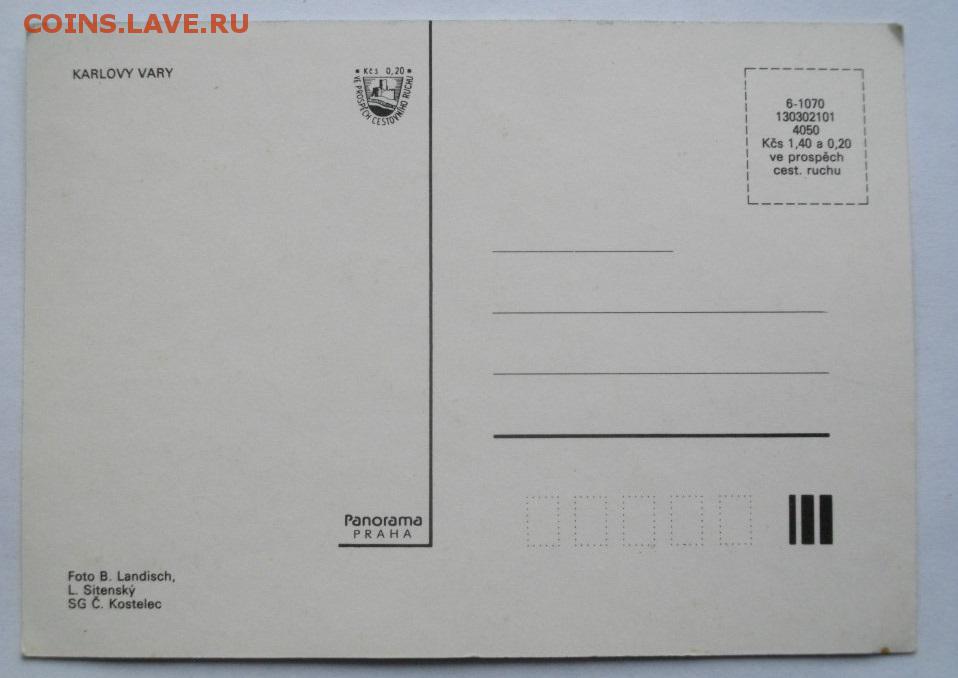 COINS.LAVE.RU
KARLOVY VARY
Kčs 0,20
VE PROSPĚCH CESTOVNÍHO RUCHU
6-1070
130302101
4050
Kčs 1,40 a 0,20
ve prospěch
cest. ruchu
Panorama
PRAHA
Foto B. Landisch,
L. Sitenský
SG Č. Kostelec